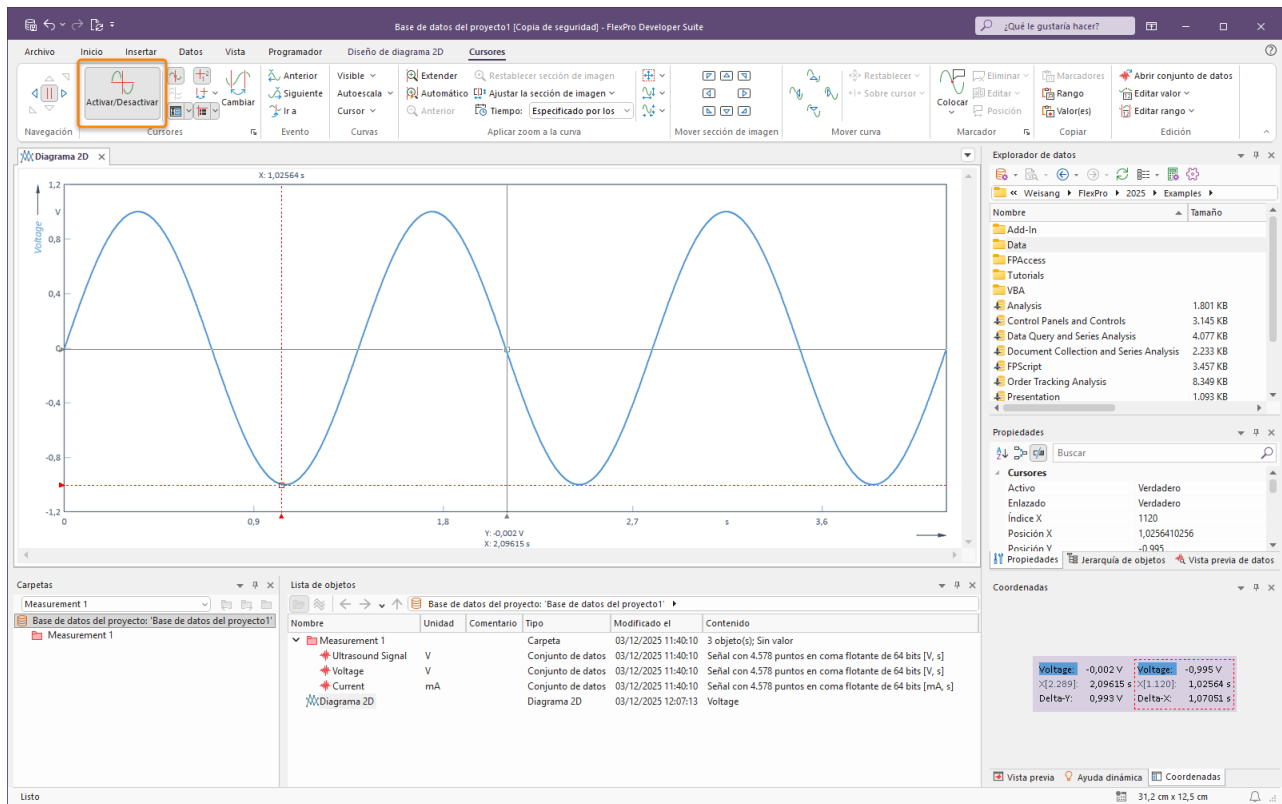 Base de datos del proyecto1 [Copia de seguridad] - FlexPro Developer Suite
¿Qué le gustaría hacer?
Archivo Inicio Insertar Datos Vista Programador Diseño de diagrama 2D Cursores
Activar/Desactivar
Cambiar
Anterior
Siguiente
Ir a
Visible
Autoescala
Cursor
Extender
Automático
Anterior
Restablecer sección de imagen
Ajustar la sección de imagen
Tiempo: Especificado por los
Restablecer
Sobre cursor
Colocar
Eliminar
Editar
Posición
Marcadores
Rango
Valor(es)
Abrir conjunto de datos
Editar valor
Editar rango
Navegación Cursores Evento Curvas Aplicar zoom a la curva Mover sección de imagen Mover curva Marcador Copiar Edición
Diagrama 2D
X: 1,02564 s
1,2
V
Voltage
0,8
0,4
0
-0,4
-0,8
-1,2
0 0,9 1,8 2,7 s 3,6
Y: -0,002 V
X: 2,09615 s
Explorador de datos
« Weisang FlexPro 2025 Examples
Nombre Tamaño
Add-In
Data
FPAccess
Tutorials
VBA
Analysis 1.801 KB
Control Panels and Controls 3.145 KB
Data Query and Series Analysis 4.077 KB
Document Collection and Series Analysis 2.233 KB
FPScript 3.457 KB
Order Tracking Analysis 8.349 KB
Presentation 1.093 KB
Propiedades
Buscar
Cursores
Activo Verdadero
Enlazado Verdadero
Índice X 1120
Posición X 1,0256410256
Posición Y -0,995
Propiedades Jerarquía de objetos Vista previa de datos
Carpetas
Measurement 1
Base de datos del proyecto: 'Base de datos del proyecto1'
Measurement 1
Lista de objetos
Base de datos del proyecto: 'Base de datos del proyecto1'
Nombre Unidad Comentario Tipo Modificado el Contenido
Measurement 1 Carpeta 03/12/2025 11:40:10 3 objeto(s); Sin valor
Ultrasound Signal V Conjunto de datos 03/12/2025 11:40:10 Señal con 4.578 puntos en coma flotante de 64 bits [V, s]
Voltage V Conjunto de datos 03/12/2025 11:40:10 Señal con 4.578 puntos en coma flotante de 64 bits [V, s]
Current mA Conjunto de datos 03/12/2025 11:40:10 Señal con 4.578 puntos en coma flotante de 64 bits [mA, s]
Diagrama 2D Diagrama 2D 03/12/2025 12:07:13 Voltage
Coordenadas
Voltage: -0,002 V Voltage: -0,995 V
X[2.289]: 2,09615 s X[1.120]: 1,02564 s
Delta-Y: 0,993 V Delta-X: 1,07051 s
Vista previa Ayuda dinámica Coordenadas
Listo
31,2 cm x 12,5 cm